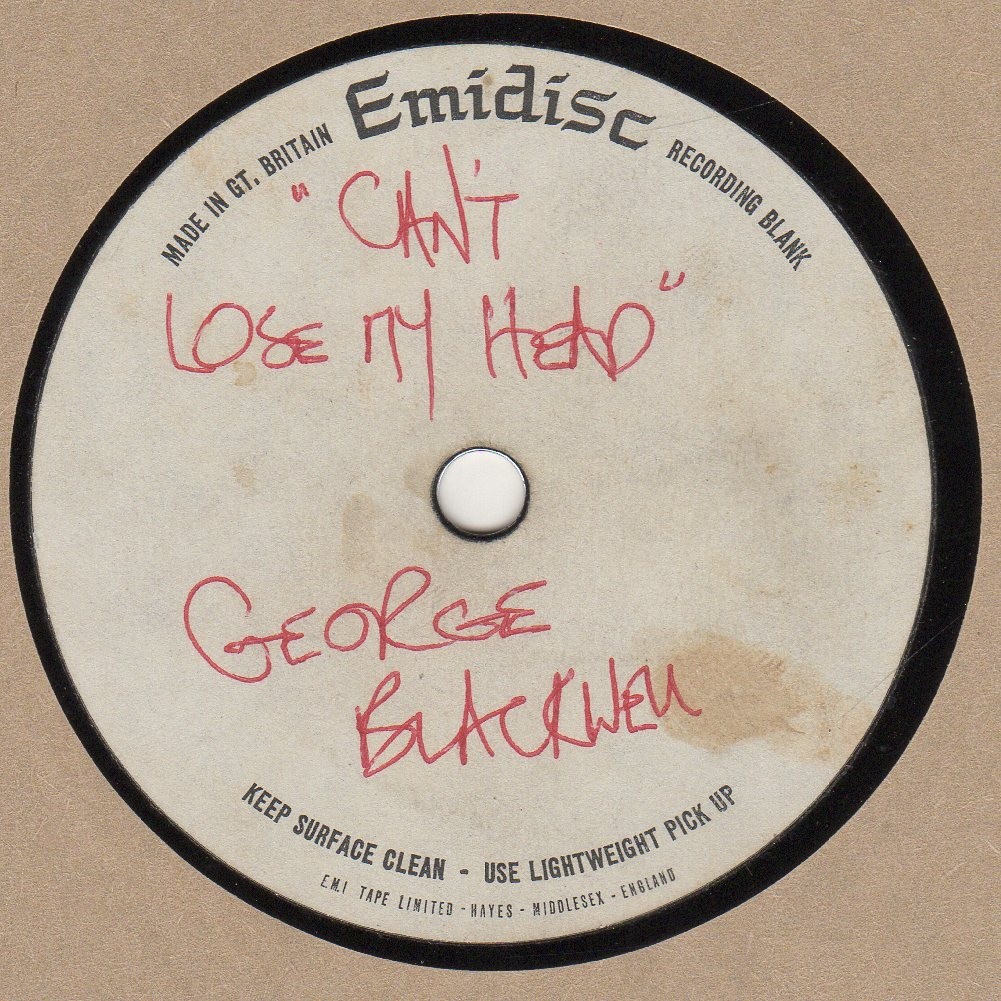 Emidisc
MADE IN GT. BRITAIN
RECORDING BLANK
"CAN'T
LOSE MY HEAD"
GEORGE
BLACKWELL
KEEP SURFACE CLEAN - USE LIGHTWEIGHT PICK UP
E.M.I TAPE LIMITED - HAYES - MIDDLESEX - ENGLAND